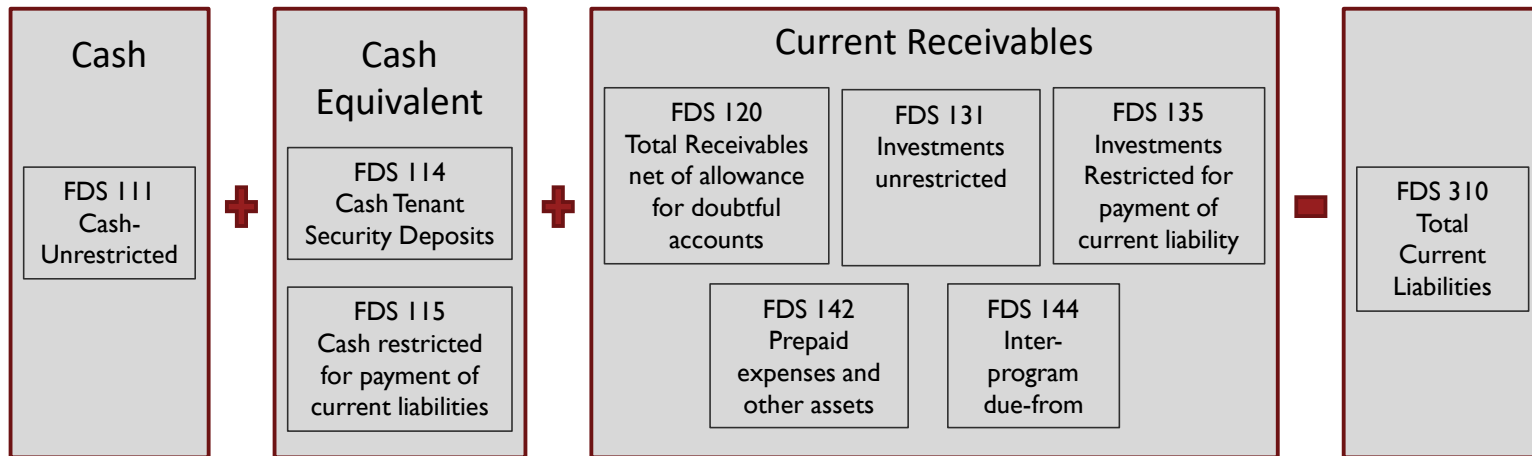 Cash
FDS 111
Cash-
Unrestricted
Cash
Equivalent
FDS 114
Cash Tenant
Security Deposits
FDS 115
Cash restricted
for payment of
current liabilities
Current Receivables
FDS 120
Total Receivables
net of allowance
for doubtful
accounts
FDS 131
Investments
unrestricted
FDS 135
Investments
Restricted for
payment of
current liability
FDS 142
Prepaid
expenses and
other assets
FDS 144
Inter-
program
due-from
FDS 310
Total
Current
Liabilities